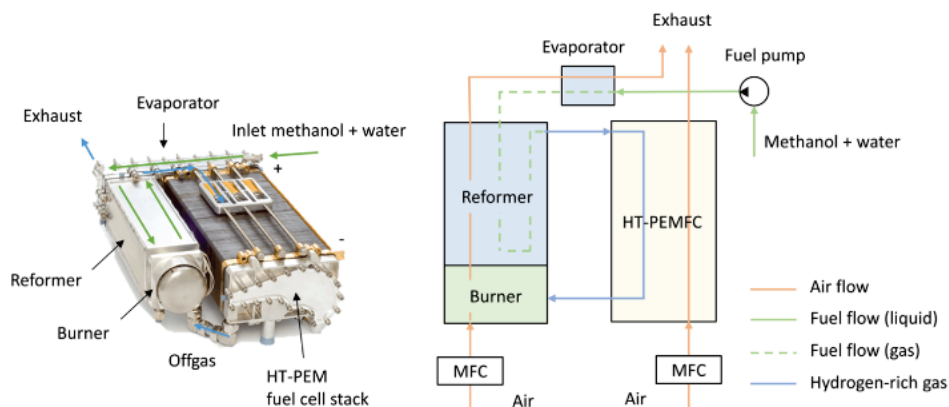 Exhaust
Evaporator
Inlet methanol + water
+
-
Reformer
Burner
Offgas
HT-PEM
fuel cell stack
Exhaust
Evaporator
Fuel pump
Methanol + water
Reformer
HT-PEMFC
Burner
MFC
MFC
Air
Air
Air flow
Fuel flow (liquid)
Fuel flow (gas)
Hydrogen-rich gas